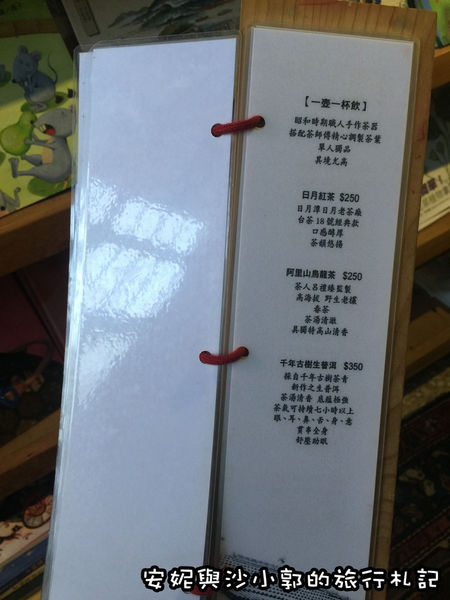 【一壺一杯飲】
昭和時期職人手作茶器
搭配茶師傅精心調製茶葉
單人獨品
其境尤高
日月紅茶 $250
日月潭日月老茶廠
台茶18號經典款
口感醇厚
茶韻悠揚
阿里山烏龍茶 $250
茶人呂禮臻監製
高海拔 野生老欉
春茶
茶湯清澈
具獨特高山清香
千年古樹生普洱 $350
採自千年古樹茶青
新作之生普洱
茶湯清香 底蘊極強
茶氣可持續七小時以上
眼、耳、鼻、舌、身、意
貫串全身
舒壓助眠
安妮與沙小郭的旅行札記